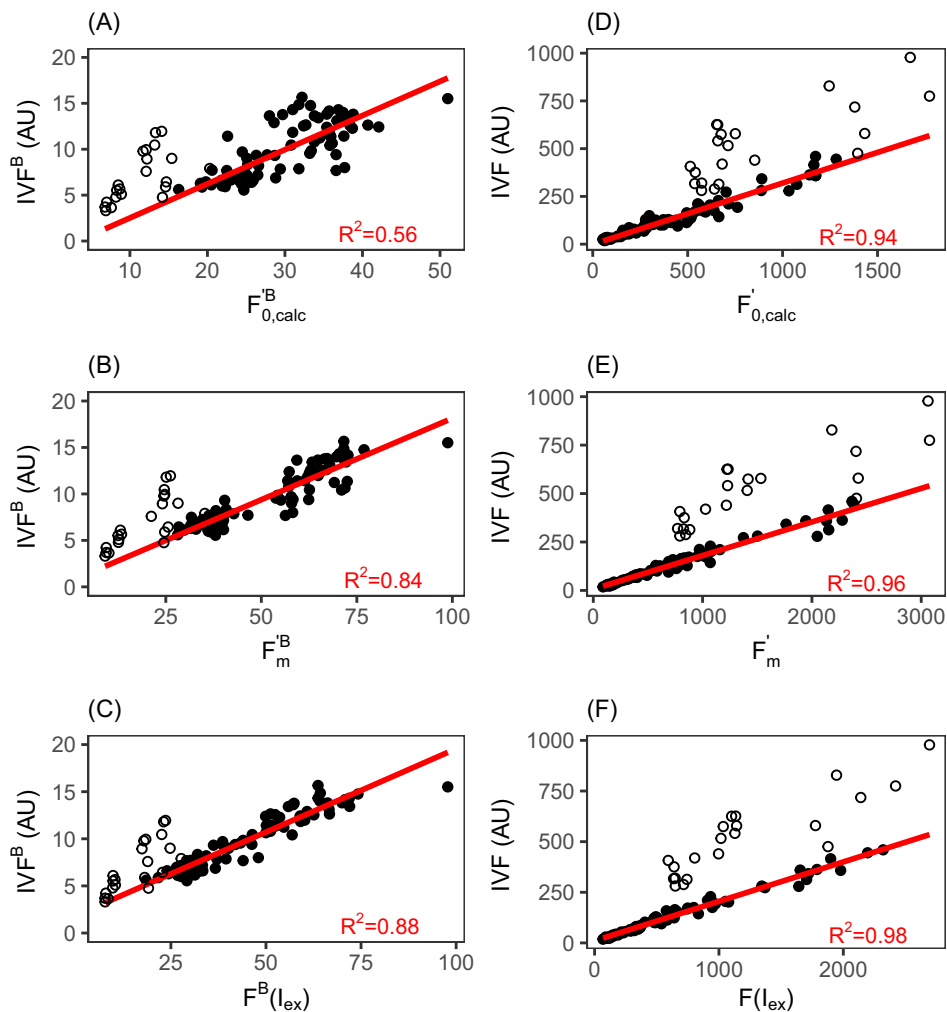 (A)
IVF^B (AU)
20
15
10
5
0
R²=0.56
10 20 30 40 50
F'^B_0,calc
(D)
IVF (AU)
1000
750
500
250
0
R²=0.94
0 500 1000 1500
F'_0,calc
(B)
IVF^B (AU)
20
15
10
5
0
R²=0.84
25 50 75 100
F'^B_m
(E)
IVF (AU)
1000
750
500
250
0
R²=0.96
0 1000 2000 3000
F'_m
(C)
IVF^B (AU)
20
15
10
5
0
R²=0.88
25 50 75 100
F^B(I_ex)
(F)
IVF (AU)
1000
750
500
250
0
R²=0.98
0 1000 2000
F(I_ex)